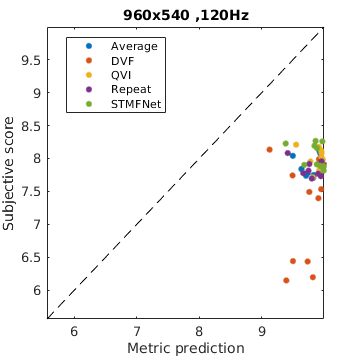 960x540 ,120Hz
Average
DVF
QVI
Repeat
STMFNet
9.5
9
8.5
8
7.5
7
6.5
6
Subjective score
6 7 8 9
Metric prediction